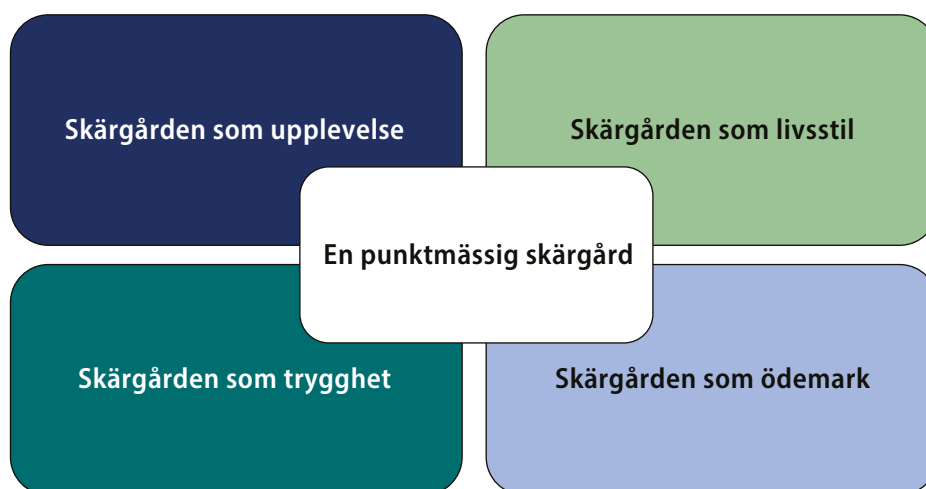 Skärgården som upplevelse
Skärgården som livsstil
En punktmässig skärgård
Skärgården som trygghet
Skärgården som ödemark